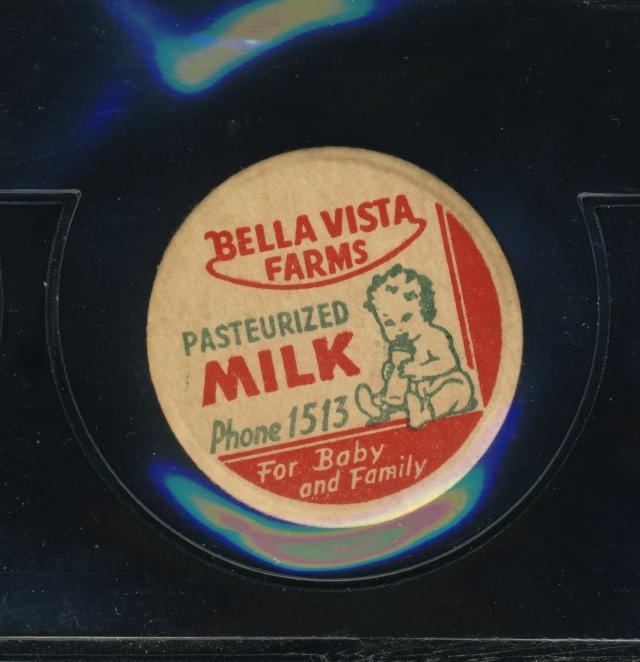 BELLA VISTA
FARMS
PASTEURIZED
MILK
Phone 1513
For Baby
and Family